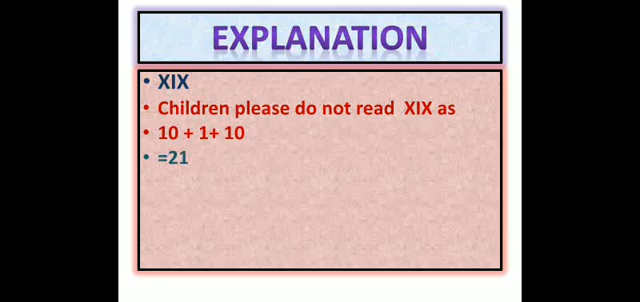 EXPLANATION
• XIX
• Children please do not read XIX as
• 10 + 1+ 10
• =21